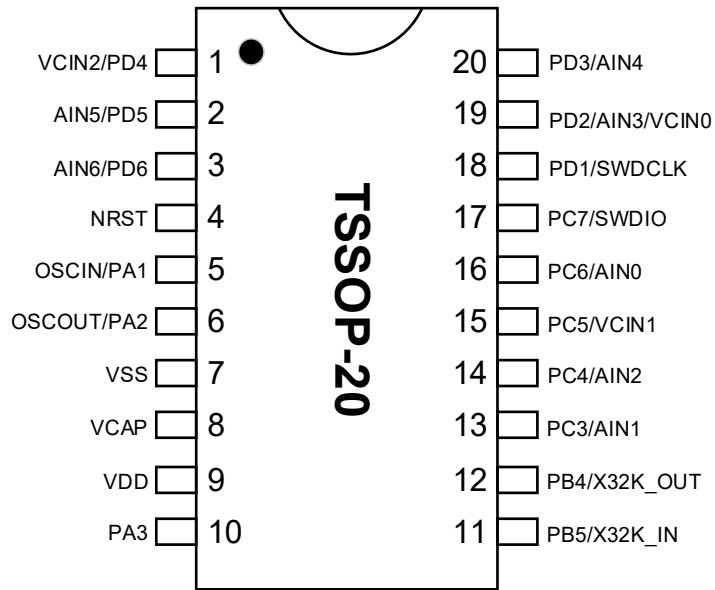 VCIN2/PD4 1 20 PD3/AIN4
AIN5/PD5 2 19 PD2/AIN3/VCIN0
AIN6/PD6 3 18 PD1/SWDCLK
NRST 4 17 PC7/SWDIO
OSCIN/PA1 5 16 PC6/AIN0
OSCOUT/PA2 6 15 PC5/VCIN1
VSS 7 14 PC4/AIN2
VCAP 8 13 PC3/AIN1
VDD 9 12 PB4/X32K_OUT
PA3 10 11 PB5/X32K_IN
TSSOP-20